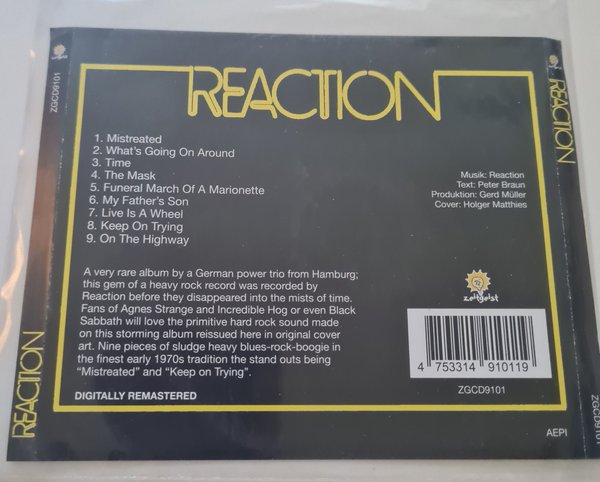 zeitgeist
ZGCD9101
REACTION
REACTION
1. Mistreated
2. What's Going On Around
3. Time
4. The Mask
5. Funeral March Of A Marionette
6. My Father's Son
7. Live Is A Wheel
8. Keep On Trying
9. On The Highway
Musik: Reaction
Text: Peter Braun
Produktion: Gerd Müller
Cover: Holger Matthies
A very rare album by a German power trio from Hamburg;
this gem of a heavy rock record was recorded by
Reaction before they disappeared into the mists of time.
Fans of Agnes Strange and Incredible Hog or even Black
Sabbath will love the primitive hard rock sound made
on this storming album reissued here in original cover
art. Nine pieces of sludge heavy blues-rock-boogie in
the finest early 1970s tradition the stand outs being
“Mistreated” and “Keep on Trying”.
DIGITALLY REMASTERED
zeitgeist
4 753314 910119
ZGCD9101
AEPI
REACTION
ZGCD9101